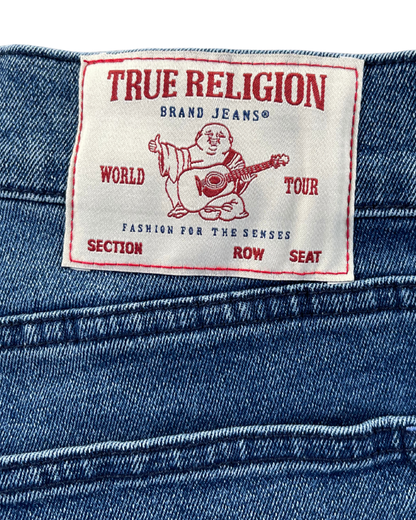 TRUE RELIGION
BRAND JEANS®
WORLD TOUR
FASHION FOR THE SENSES
SECTION ROW SEAT